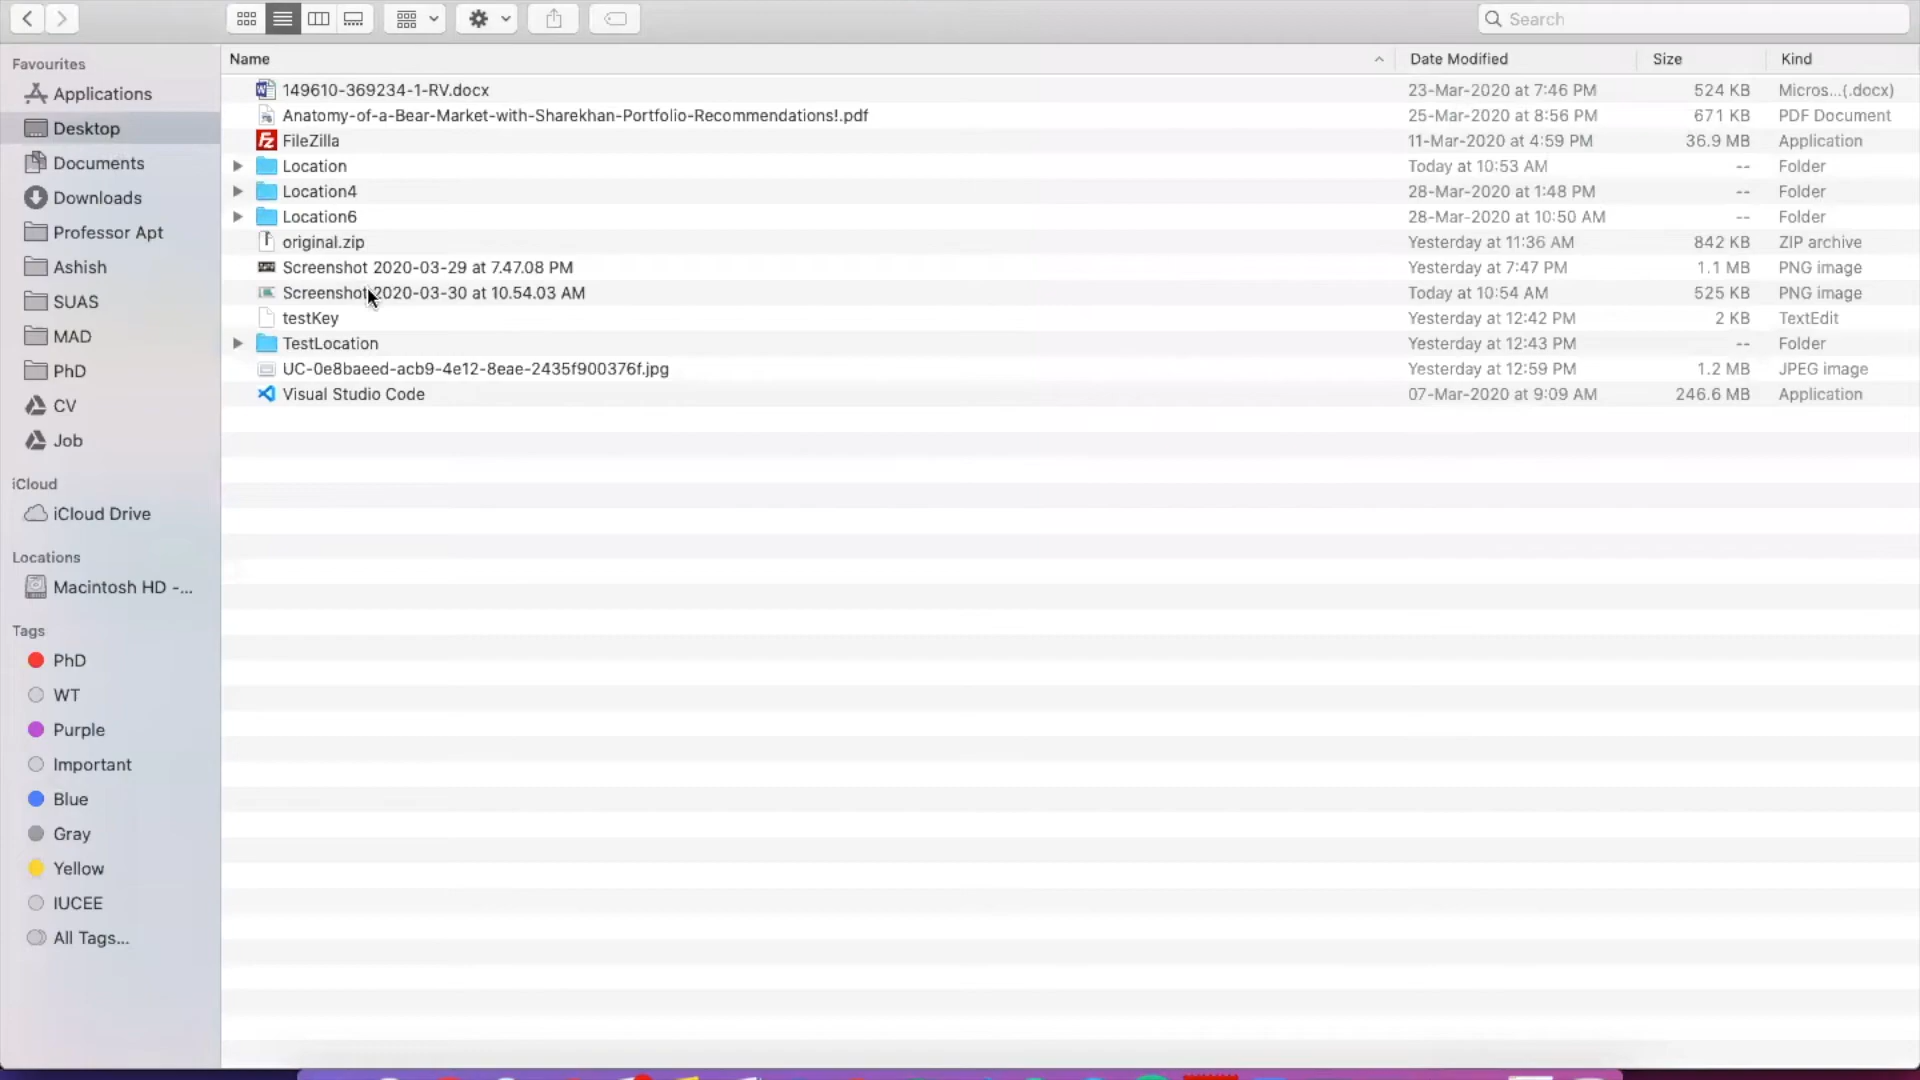 Search
Favourites
Applications
Desktop
Documents
Downloads
Professor Apt
Ashish
SUAS
MAD
PhD
CV
Job
iCloud
iCloud Drive
Locations
Macintosh HD -...
Tags
PhD
WT
Purple
Important
Blue
Gray
Yellow
IUCEE
All Tags...
Name Date Modified Size Kind
149610-369234-1-RV.docx 23-Mar-2020 at 7:46 PM 524 KB Micros...(.docx)
Anatomy-of-a-Bear-Market-with-Sharekhan-Portfolio-Recommendations!.pdf 25-Mar-2020 at 8:56 PM 671 KB PDF Document
FileZilla 11-Mar-2020 at 4:59 PM 36.9 MB Application
Location Today at 10:53 AM -- Folder
Location4 28-Mar-2020 at 1:48 PM -- Folder
Location6 28-Mar-2020 at 10:50 AM -- Folder
original.zip Yesterday at 11:36 AM 842 KB ZIP archive
Screenshot 2020-03-29 at 7.47.08 PM Yesterday at 7:47 PM 1.1 MB PNG image
Screenshot 2020-03-30 at 10.54.03 AM Today at 10:54 AM 525 KB PNG image
testKey Yesterday at 12:42 PM 2 KB TextEdit
TestLocation Yesterday at 12:43 PM -- Folder
UC-0e8baeed-acb9-4e12-8eae-2435f900376f.jpg Yesterday at 12:59 PM 1.2 MB JPEG image
Visual Studio Code 07-Mar-2020 at 9:09 AM 246.6 MB Application